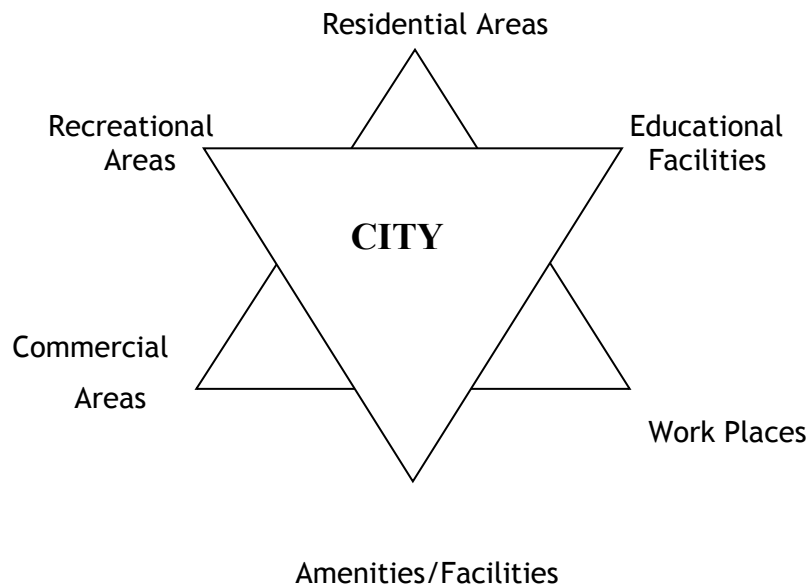 Residential Areas
Recreational
Areas
Educational
Facilities
CITY
Commercial
Areas
Work Places
Amenities/Facilities